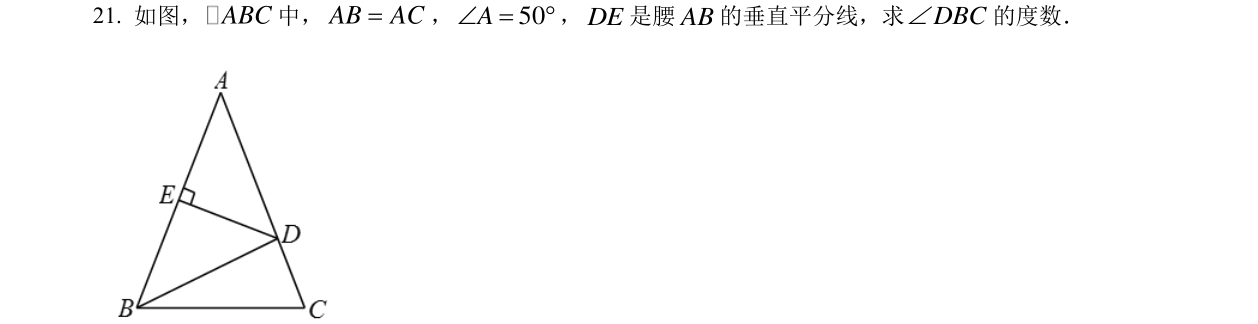 21. 如图，□ABC 中， AB = AC ，∠A = 50° ， DE 是腰 AB 的垂直平分线，求∠DBC 的度数．
A
E
D
B
C